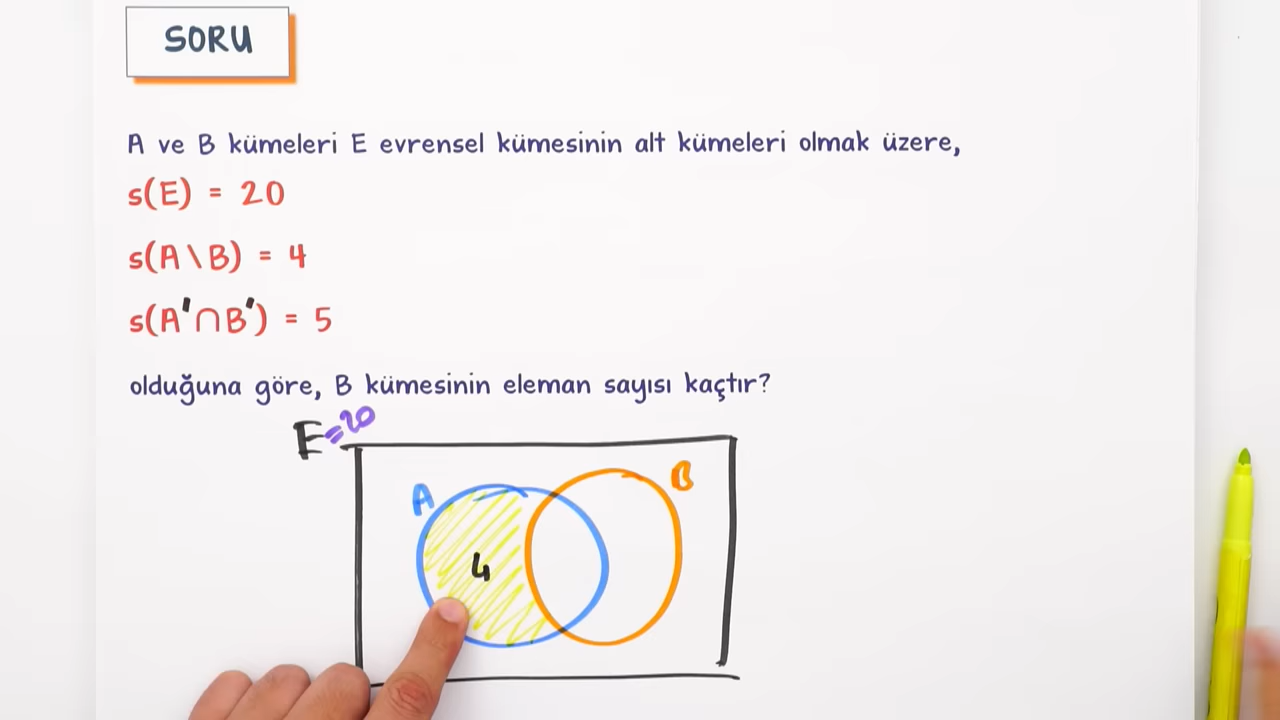 SORU
A ve B kümeleri E evrensel kümesinin alt kümeleri olmak üzere,
s(E) = 20
s(A \ B) = 4
s(A' ∩ B') = 5
olduğuna göre, B kümesinin eleman sayısı kaçtır?
E = 20
A B
4